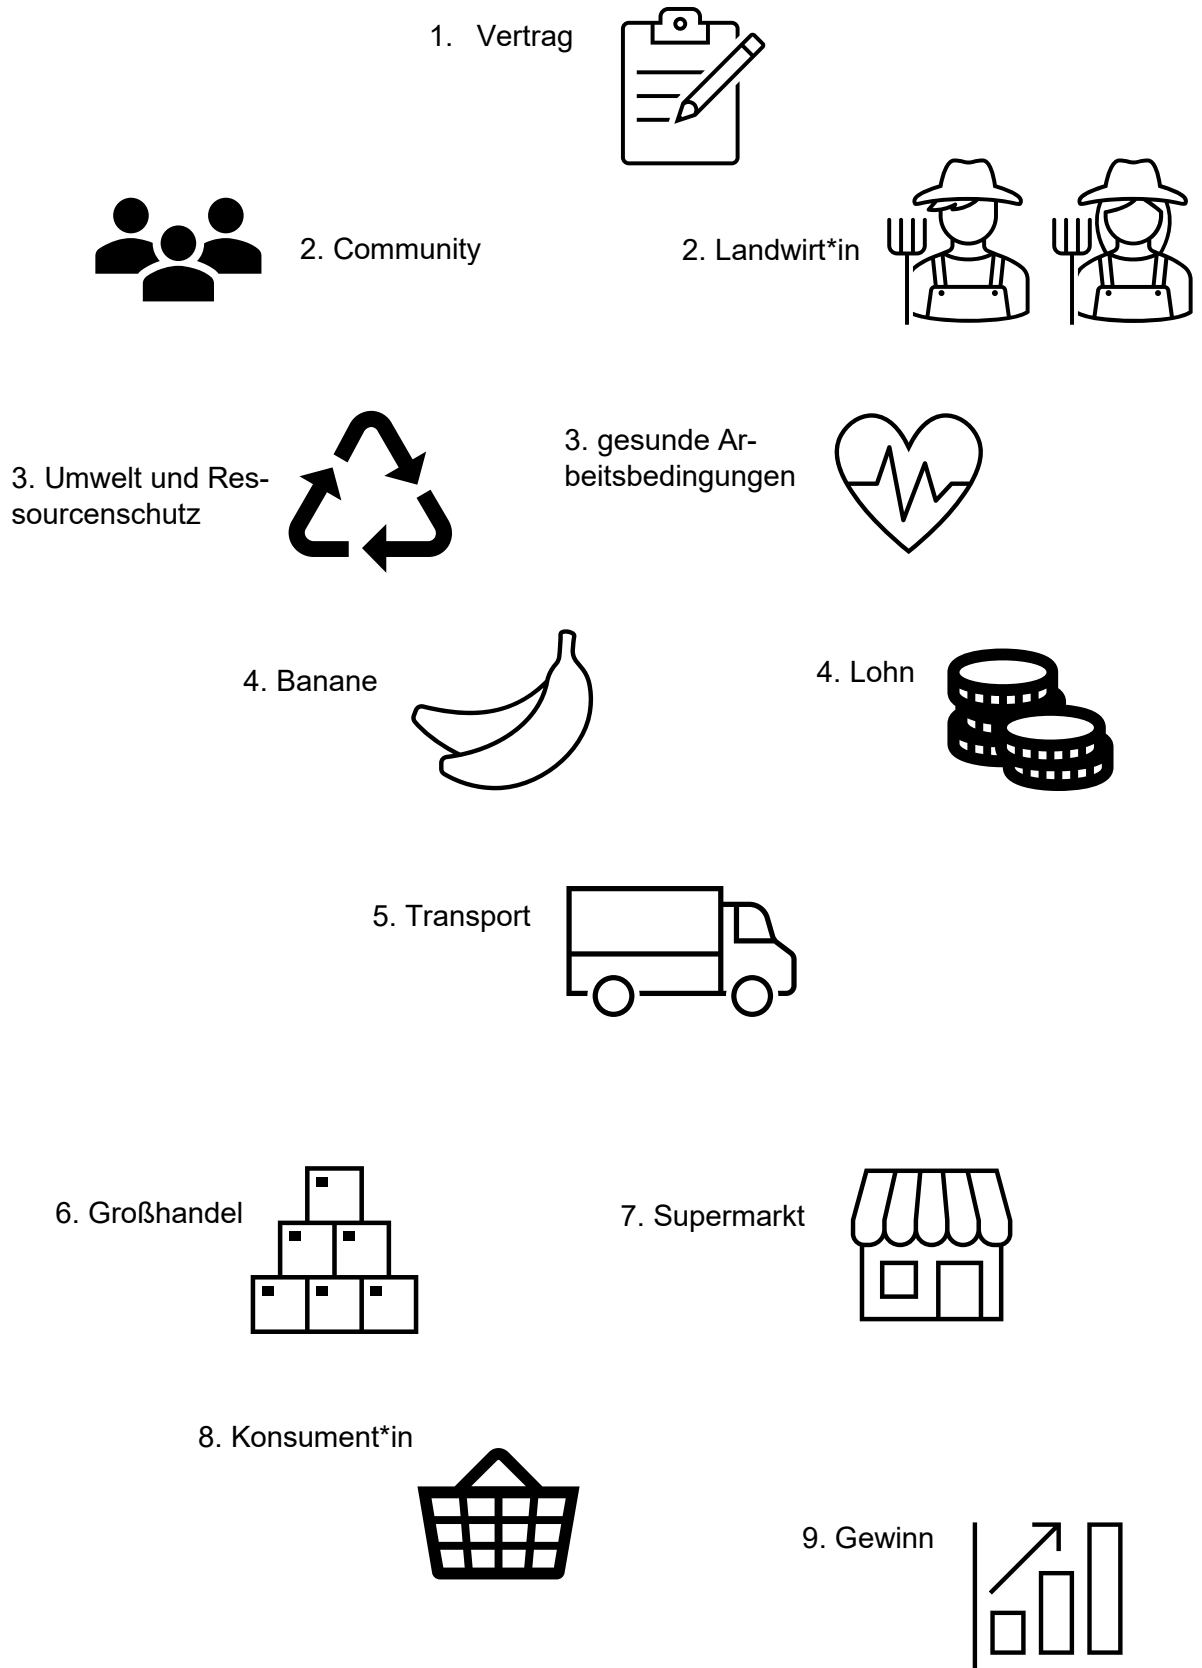 1. Vertrag
2. Community
2. Landwirt*in
3. Umwelt und Res-
sourcenschutz
3. gesunde Ar-
beitsbedingungen
4. Banane
4. Lohn
5. Transport
6. Großhandel
7. Supermarkt
8. Konsument*in
9. Gewinn